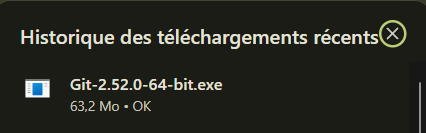 Historique des téléchargements récents
Git-2.52.0-64-bit.exe
63,2 Mo • OK